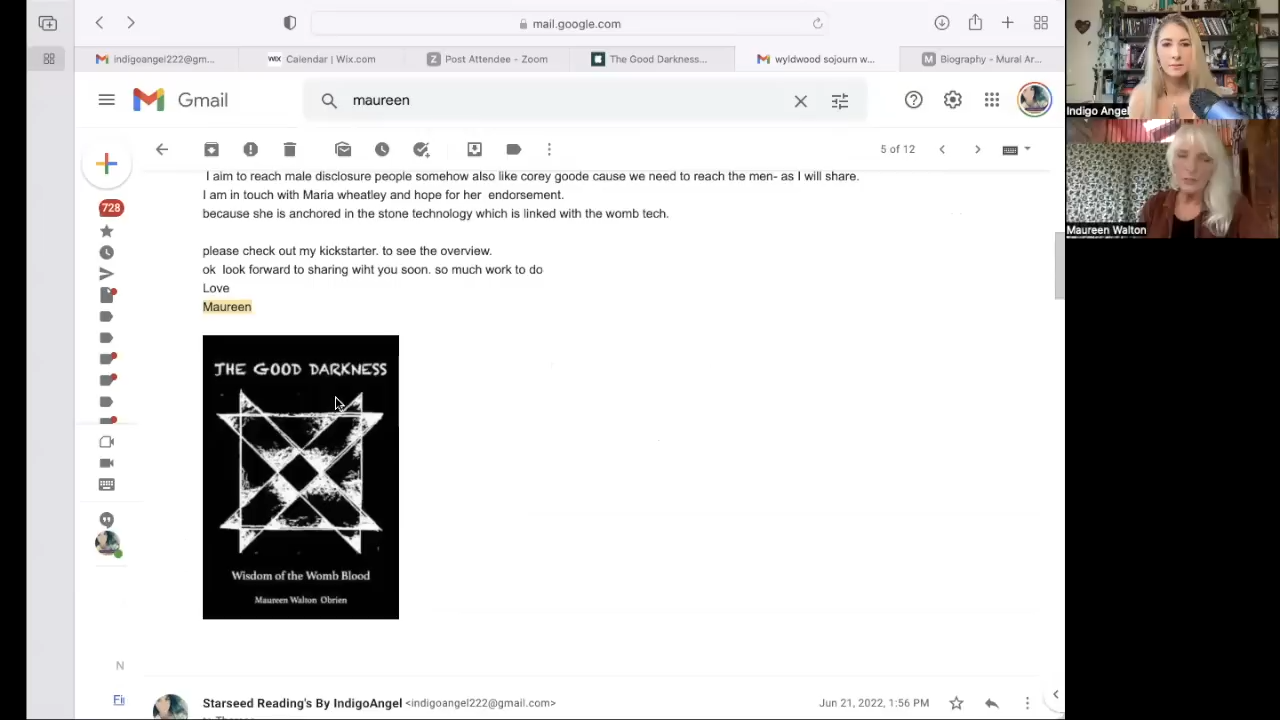 mail.google.com
indigoangel222@gm...
WIX Calendar | Wix.com
Z Post Attendee - Zoom
The Good Darkness...
wyldwood sojourn w...
M Biography - Mural Ar...
Gmail
maureen
5 of 12
728
I aim to reach male disclosure people somehow also like corey goode cause we need to reach the men- as I will share.
I am in touch with Maria wheatley and hope for her endorsement.
because she is anchored in the stone technology which is linked with the womb tech.
please check out my kickstarter. to see the overview.
ok look forward to sharing wiht you soon. so much work to do
Love
Maureen
THE GOOD DARKNESS
Wisdom of the Womb Blood
Maureen Walton Obrien
N
Starseed Reading's By IndigoAngel <indigoangel222@gmail.com>
Jun 21, 2022, 1:56 PM
Indigo Angel
Maureen Walton